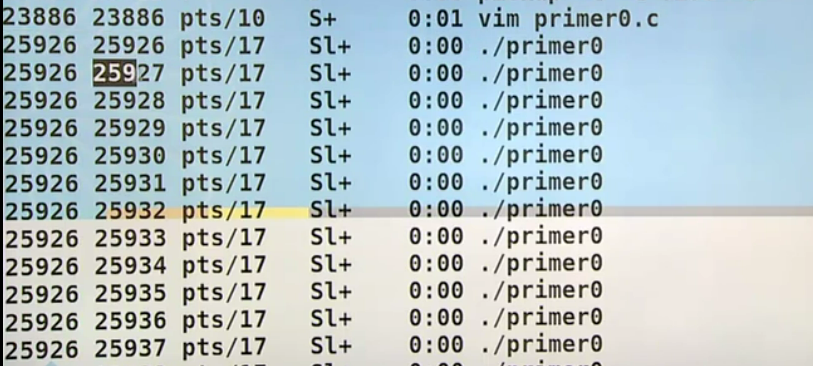 23886 23886 pts/10 S+ 0:01 vim primer0.c
25926 25926 pts/17 Sl+ 0:00 ./primer0
25926 25927 pts/17 Sl+ 0:00 ./primer0
25926 25928 pts/17 Sl+ 0:00 ./primer0
25926 25929 pts/17 Sl+ 0:00 ./primer0
25926 25930 pts/17 Sl+ 0:00 ./primer0
25926 25931 pts/17 Sl+ 0:00 ./primer0
25926 25932 pts/17 Sl+ 0:00 ./primer0
25926 25933 pts/17 Sl+ 0:00 ./primer0
25926 25934 pts/17 Sl+ 0:00 ./primer0
25926 25935 pts/17 Sl+ 0:00 ./primer0
25926 25936 pts/17 Sl+ 0:00 ./primer0
25926 25937 pts/17 Sl+ 0:00 ./primer0